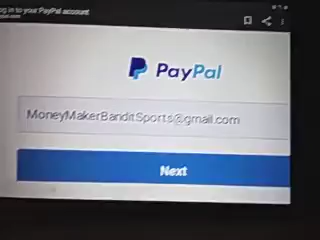 og in to your PayPal account
PayPal
MoneyMakerBanditSports@gmail.com
Next